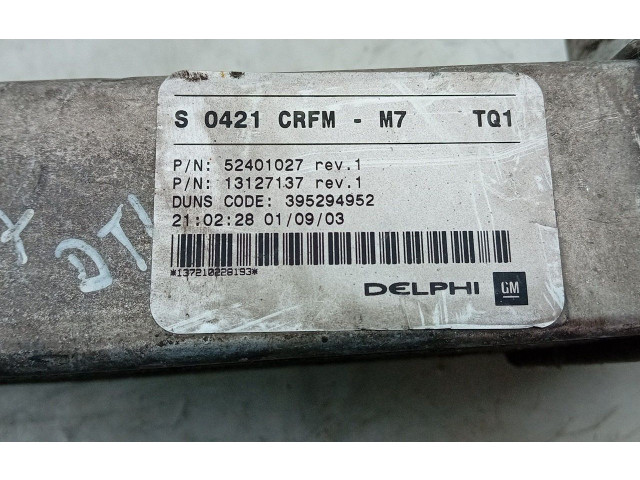 S 0421 CRFM - M7 TQ1
P/N: 52401027 rev.1
P/N: 13127137 rev.1
DUNS CODE: 395294952
21:02:28 01/09/03
*137210228193*
DELPHI GM
DTI